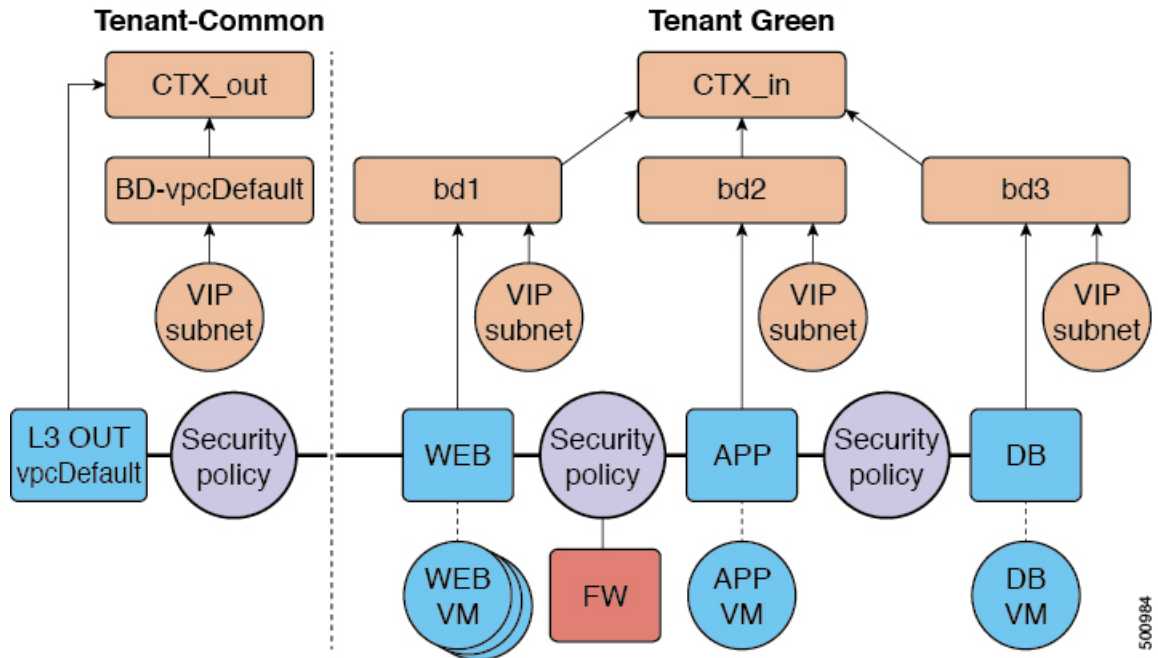 Tenant-Common
Tenant Green
CTX_out
CTX_in
BD-vpcDefault
bd1
bd2
bd3
VIP
subnet
VIP
subnet
VIP
subnet
VIP
subnet
L3 OUT
vpcDefault
Security
policy
WEB
Security
policy
APP
Security
policy
DB
WEB
VM
FW
APP
VM
DB
VM
500984